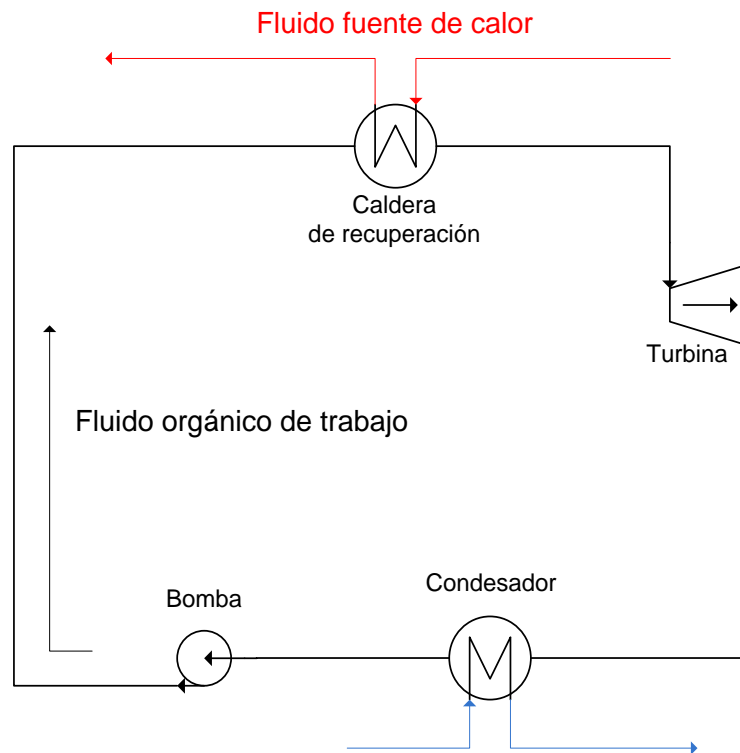 Fluido fuente de calor
Caldera
de recuperación
Turbina
Fluido orgánico de trabajo
Condesador
Bomba